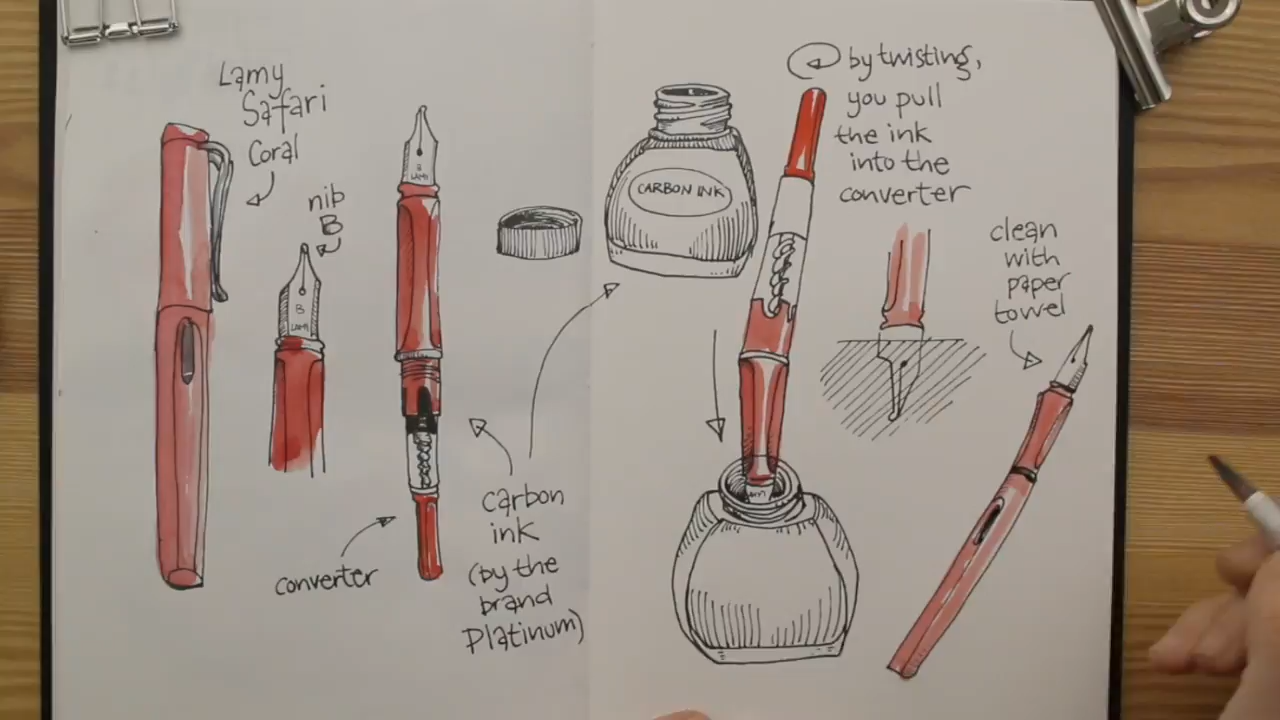 Lamy
Safari
Coral
nib
B
B
LAMY
B
LAMY
converter
carbon
ink
(by the
brand
Platinum)
CARBON INK
by twisting,
you pull
the ink
into the
converter
clean
with
paper
towel